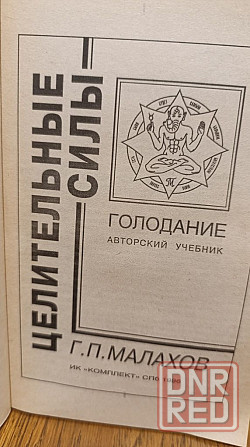 ЦЕЛИТЕЛЬНЫЕ
СИЛЫ
ГОЛОДАНИЕ
АВТОРСКИЙ УЧЕБНИК
Г.П.МАЛАХОВ
ИК «КОМПЛЕКТ»
DNR
RED